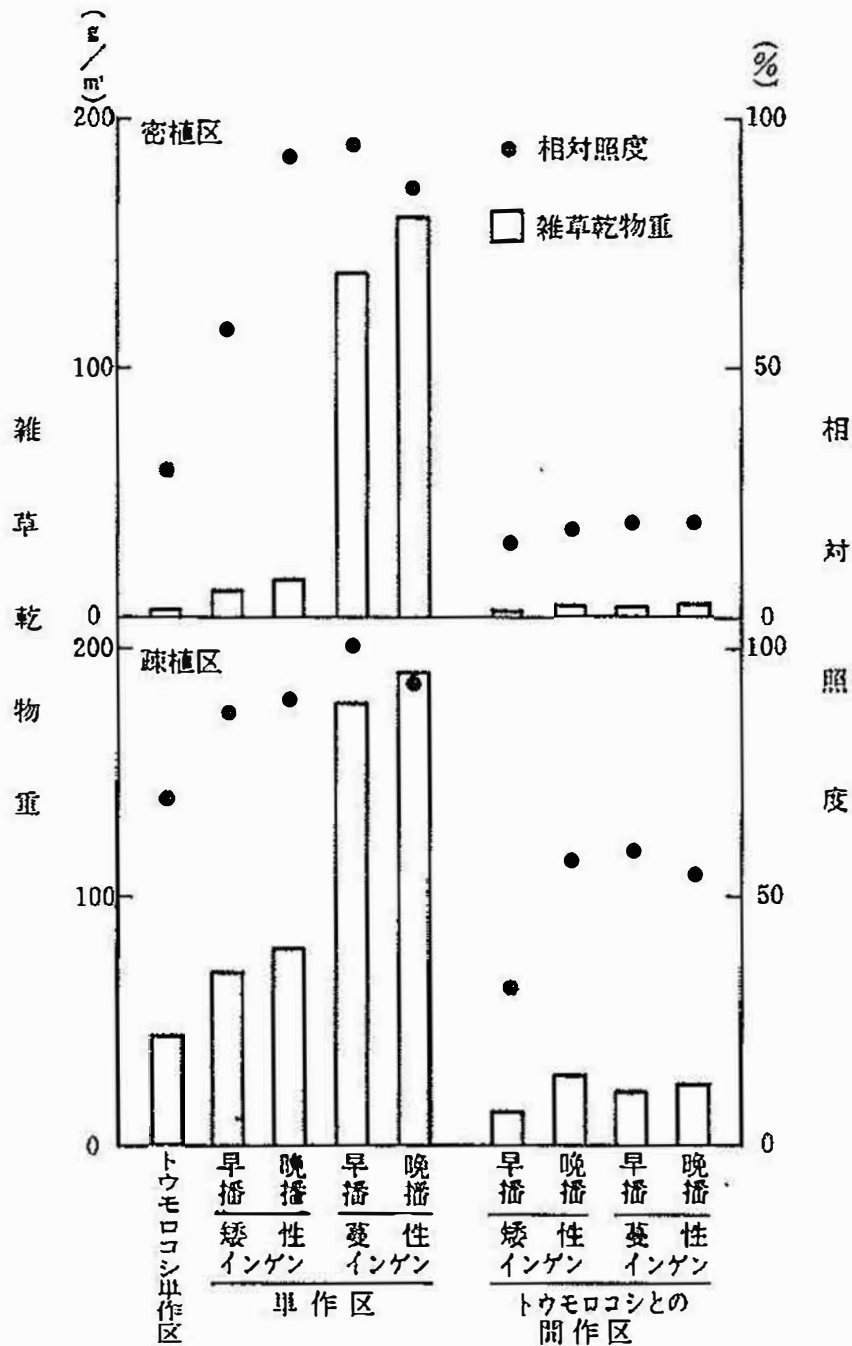 (g/㎡)
(%)
200
100
密植区
● 相対照度
□ 雑草乾物重
100
50
0
0
雑草乾物重
相対照度
200
100
疎植区
100
50
0
0
トウモロコシ単作区
早播
晩播
早播
晩播
早播
晩播
早播
晩播
矮性
蔓性
矮性
蔓性
インゲン
インゲン
インゲン
インゲン
単作区
トウモロコシとの
間作区